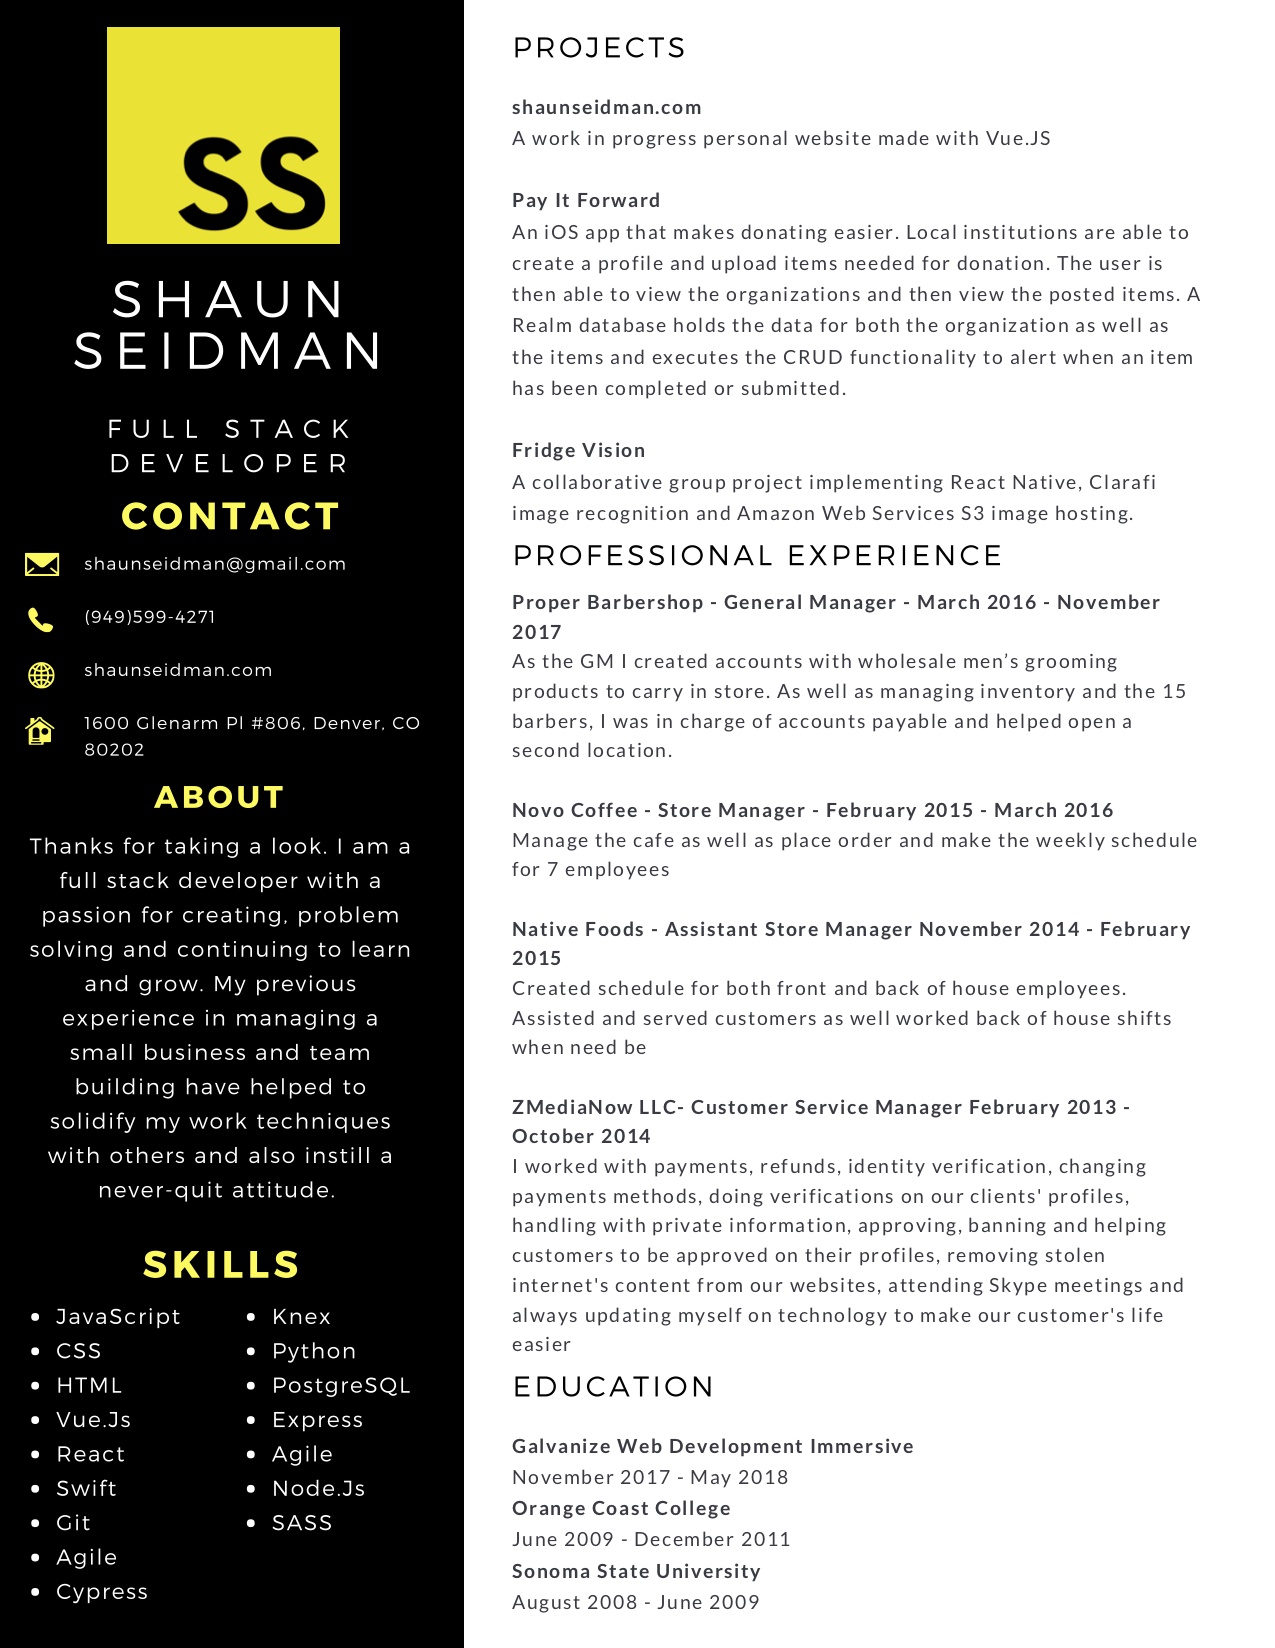 SS
SHAUN
SEIDMAN
FULL STACK
DEVELOPER
CONTACT
shaunseidman@gmail.com
(949)599-4271
shaunseidman.com
1600 Glenarm Pl #806, Denver, CO
80202
ABOUT
Thanks for taking a look. I am a
full stack developer with a
passion for creating, problem
solving and continuing to learn
and grow. My previous
experience in managing a
small business and team
building have helped to
solidify my work techniques
with others and also instill a
never-quit attitude.
SKILLS
• JavaScript
• CSS
• HTML
• Vue.Js
• React
• Swift
• Git
• Agile
• Cypress
• Knex
• Python
• PostgreSQL
• Express
• Agile
• Node.Js
• SASS
PROJECTS
shaunseidman.com
A work in progress personal website made with Vue.JS
Pay It Forward
An iOS app that makes donating easier. Local institutions are able to
create a profile and upload items needed for donation. The user is
then able to view the organizations and then view the posted items. A
Realm database holds the data for both the organization as well as
the items and executes the CRUD functionality to alert when an item
has been completed or submitted.
Fridge Vision
A collaborative group project implementing React Native, Clarafi
image recognition and Amazon Web Services S3 image hosting.
PROFESSIONAL EXPERIENCE
Proper Barbershop - General Manager - March 2016 - November
2017
As the GM I created accounts with wholesale men’s grooming
products to carry in store. As well as managing inventory and the 15
barbers, I was in charge of accounts payable and helped open a
second location.
Novo Coffee - Store Manager - February 2015 - March 2016
Manage the cafe as well as place order and make the weekly schedule
for 7 employees
Native Foods - Assistant Store Manager November 2014 - February
2015
Created schedule for both front and back of house employees.
Assisted and served customers as well worked back of house shifts
when need be
ZMediaNow LLC- Customer Service Manager February 2013 -
October 2014
I worked with payments, refunds, identity verification, changing
payments methods, doing verifications on our clients' profiles,
handling with private information, approving, banning and helping
customers to be approved on their profiles, removing stolen
internet's content from our websites, attending Skype meetings and
always updating myself on technology to make our customer's life
easier
EDUCATION
Galvanize Web Development Immersive
November 2017 - May 2018
Orange Coast College
June 2009 - December 2011
Sonoma State University
August 2008 - June 2009